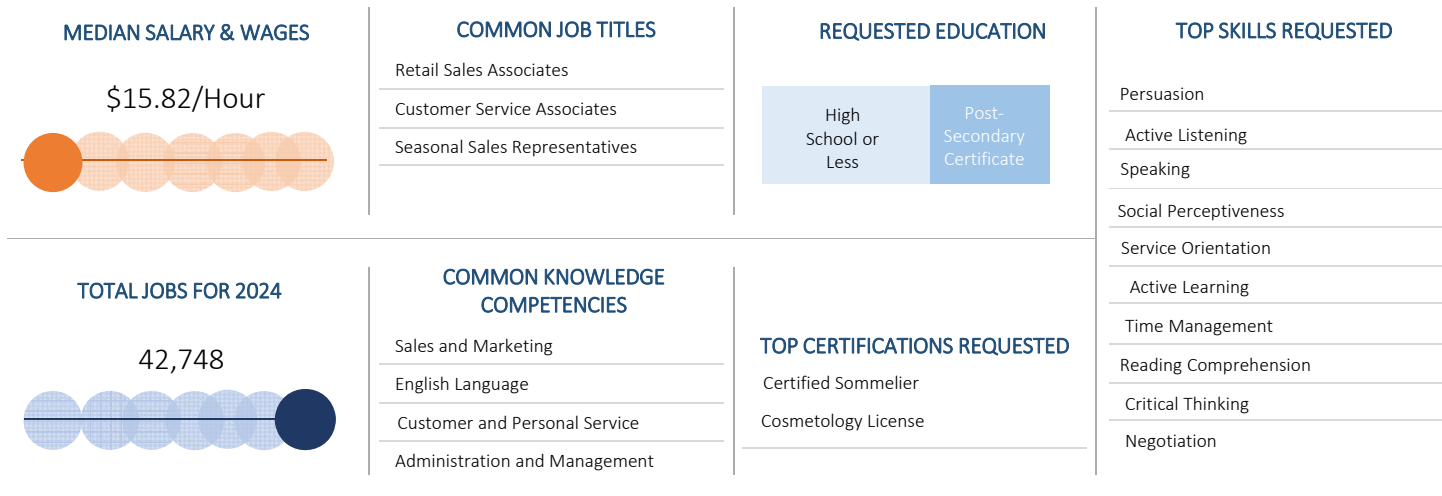 MEDIAN SALARY & WAGES
$15.82/Hour
COMMON JOB TITLES
Retail Sales Associates
Customer Service Associates
Seasonal Sales Representatives
REQUESTED EDUCATION
High
School or
Less
Post-
Secondary
Certificate
TOTAL JOBS FOR 2024
42,748
COMMON KNOWLEDGE
COMPETENCIES
Sales and Marketing
English Language
Customer and Personal Service
Administration and Management
TOP CERTIFICATIONS REQUESTED
Certified Sommelier
Cosmetology License
TOP SKILLS REQUESTED
Persuasion
Active Listening
Speaking
Social Perceptiveness
Service Orientation
Active Learning
Time Management
Reading Comprehension
Critical Thinking
Negotiation